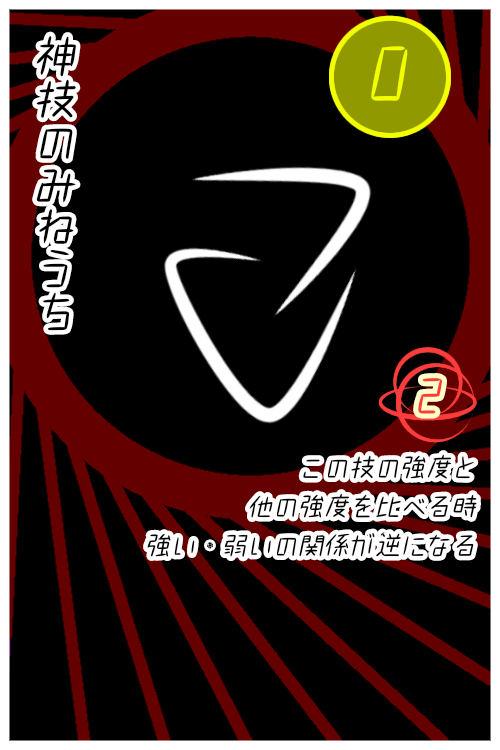 神技のみねうち
0
2
この技の強度と
他の強度を比べる時
強い・弱いの関係が逆になる